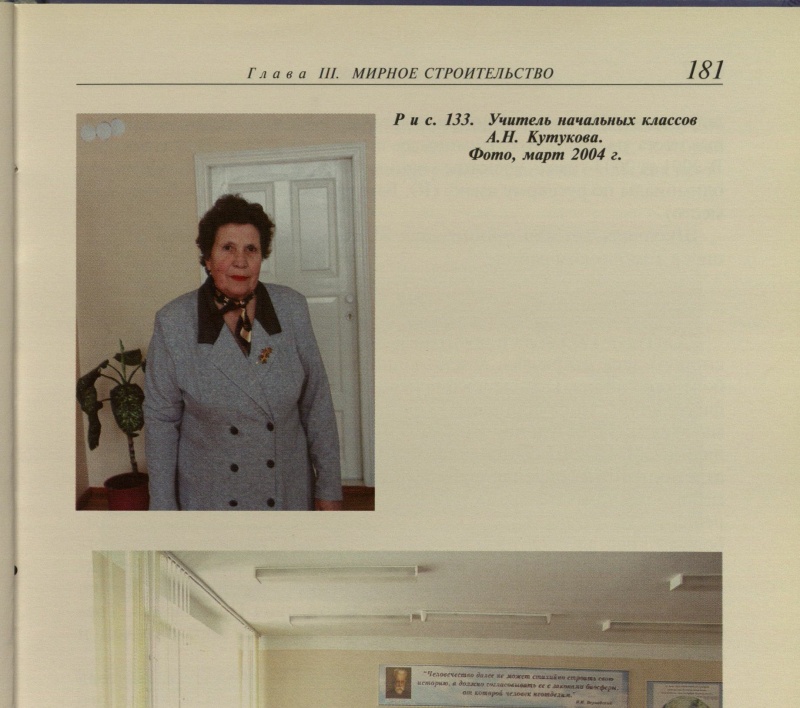 Глава III. МИРНОЕ СТРОИТЕЛЬСТВО 181
Рис. 133. Учитель начальных классов
А.Н. Кутукова.
Фото, март 2004 г.
"Человечество далее не может стихийно строить свою
историю, а должно согласовывать ее с законами биосферы,
от которой человек неотделим."
В.И. Вернадский